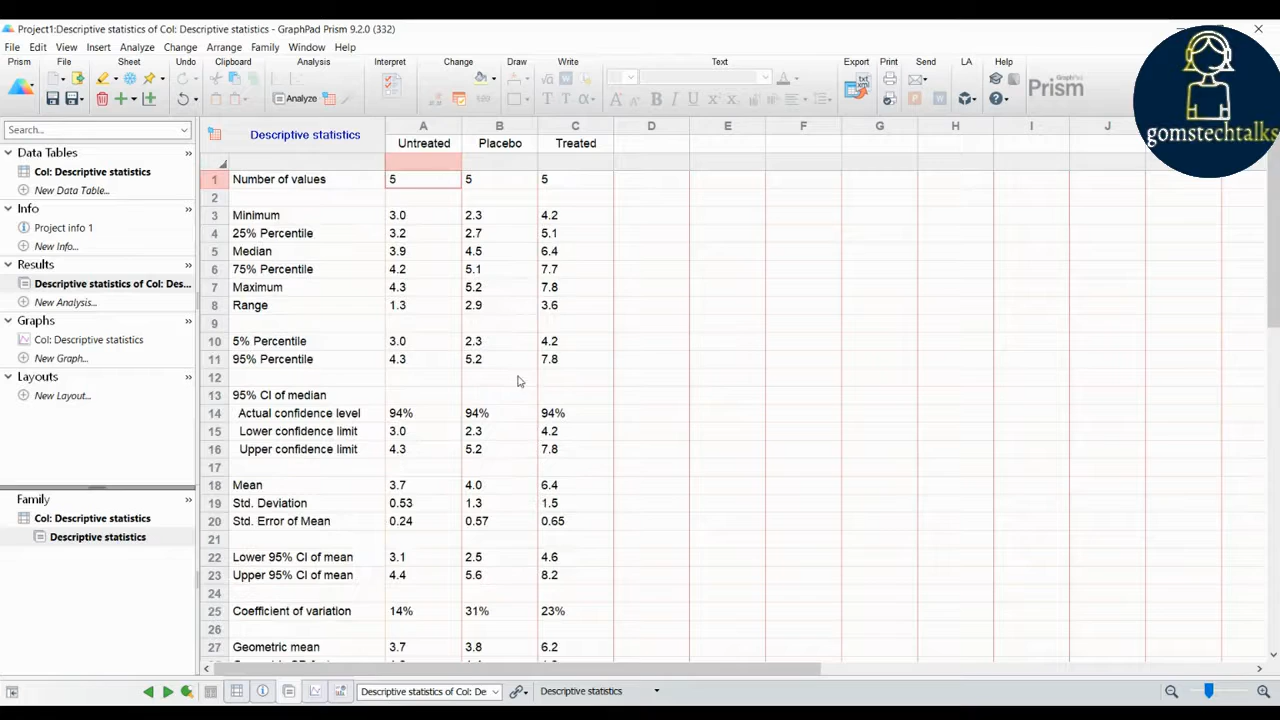 Project1:Descriptive statistics of Col: Descriptive statistics - GraphPad Prism 9.2.0 (332)
File Edit View Insert Analyze Change Arrange Family Window Help
Prism File Sheet Undo Clipboard Analysis Interpret Change Draw Write Text Export Print Send LA Help
Analyze
GraphPad
Prism
gomstechtalks
Search...
Data Tables
Col: Descriptive statistics
New Data Table...
Info
Project info 1
New Info...
Results
Descriptive statistics of Col: Des...
New Analysis...
Graphs
Col: Descriptive statistics
New Graph...
Layouts
New Layout...
Family
Col: Descriptive statistics
Descriptive statistics
Descriptive statistics A B C D E F G H I J
Untreated Placebo Treated
1 Number of values 5 5 5
2
3 Minimum 3.0 2.3 4.2
4 25% Percentile 3.2 2.7 5.1
5 Median 3.9 4.5 6.4
6 75% Percentile 4.2 5.1 7.7
7 Maximum 4.3 5.2 7.8
8 Range 1.3 2.9 3.6
9
10 5% Percentile 3.0 2.3 4.2
11 95% Percentile 4.3 5.2 7.8
12
13 95% CI of median
14 Actual confidence level 94% 94% 94%
15 Lower confidence limit 3.0 2.3 4.2
16 Upper confidence limit 4.3 5.2 7.8
17
18 Mean 3.7 4.0 6.4
19 Std. Deviation 0.53 1.3 1.5
20 Std. Error of Mean 0.24 0.57 0.65
21
22 Lower 95% CI of mean 3.1 2.5 4.6
23 Upper 95% CI of mean 4.4 5.6 8.2
24
25 Coefficient of variation 14% 31% 23%
26
27 Geometric mean 3.7 3.8 6.2
Descriptive statistics of Col: De
Descriptive statistics